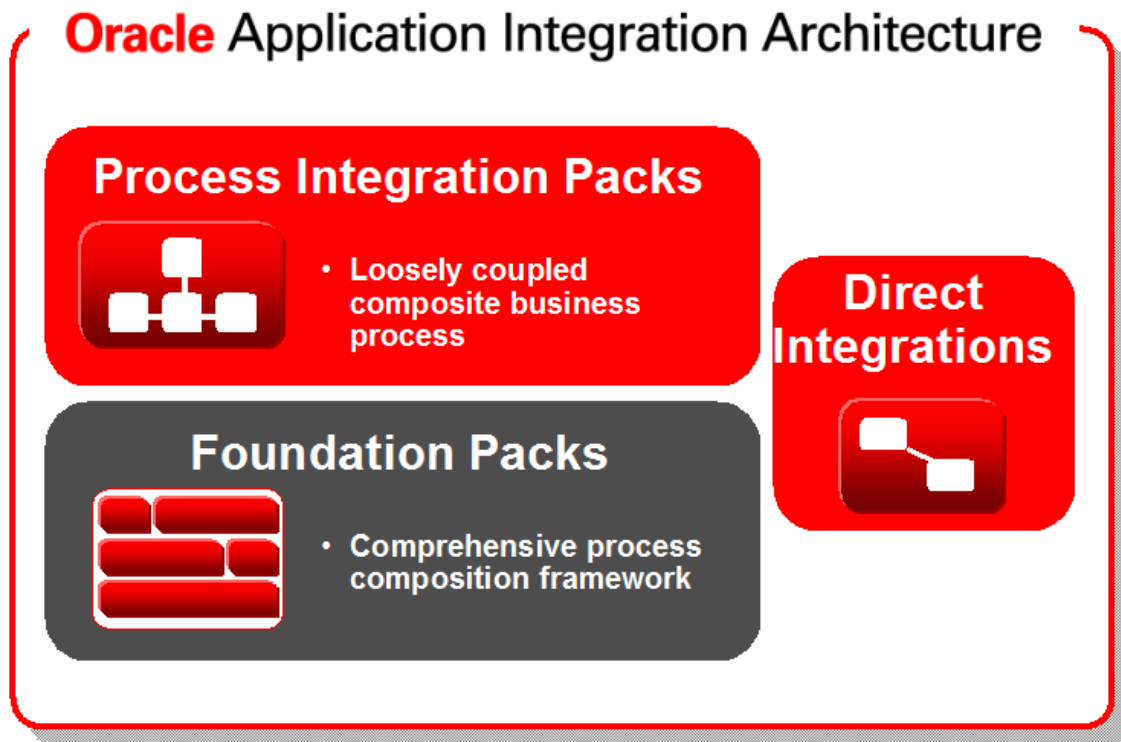 Oracle Application Integration Architecture
Process Integration Packs
• Loosely coupled
composite business
process
Direct
Integrations
Foundation Packs
• Comprehensive process
composition framework